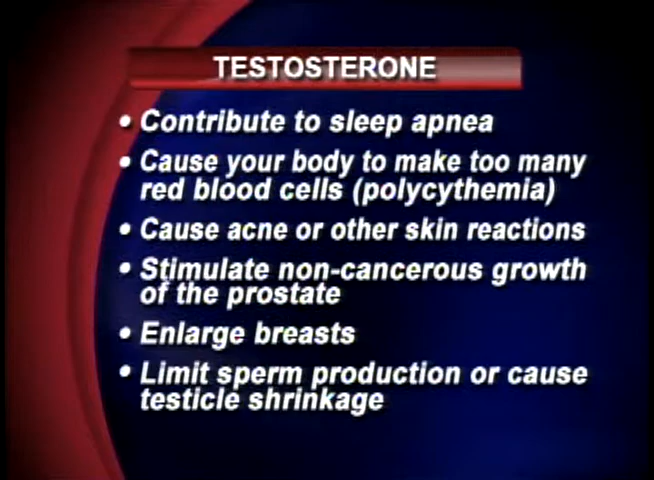 TESTOSTERONE
• Contribute to sleep apnea
• Cause your body to make too many
red blood cells (polycythemia)
• Cause acne or other skin reactions
• Stimulate non-cancerous growth
of the prostate
• Enlarge breasts
• Limit sperm production or cause
testicle shrinkage